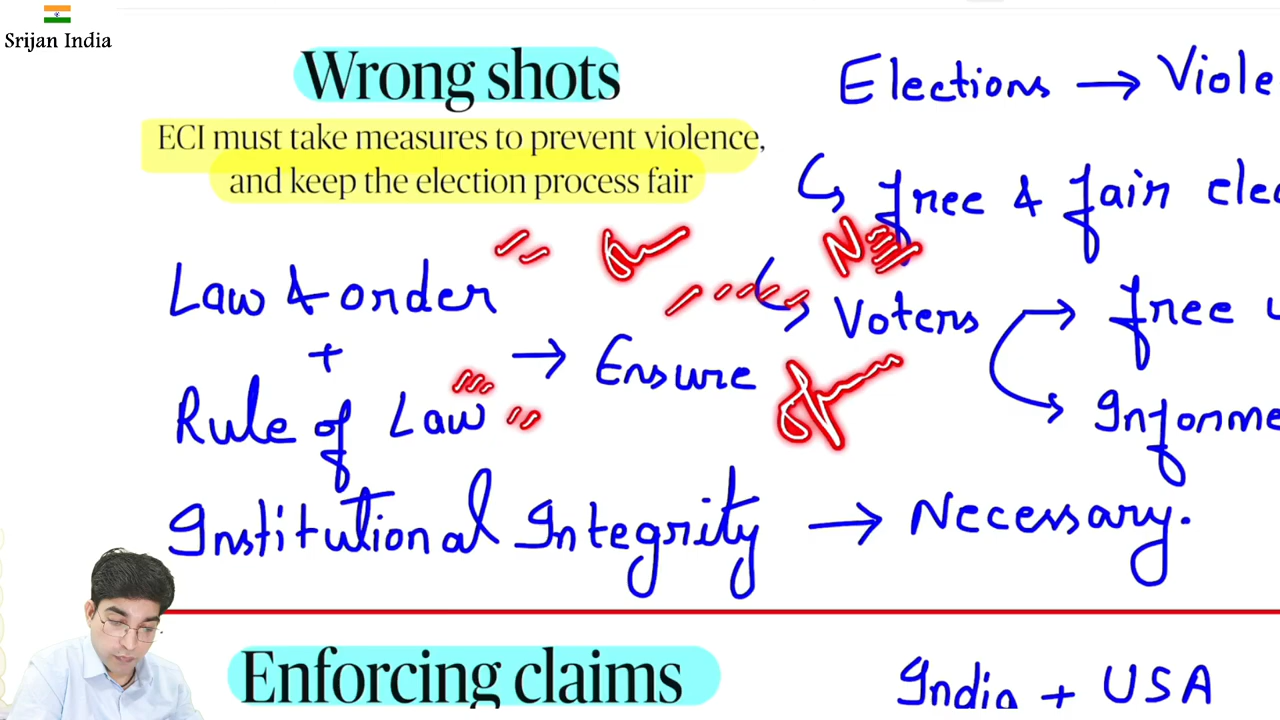 Srijan India
Wrong shots
ECI must take measures to prevent violence,
and keep the election process fair
Elections → Viole
↳ free & fair elec
Law & order
+
Rule of Law
→ Ensure
↳ Voters
→ free
→ Informe
Institutional Integrity → Necessary.
Enforcing claims
India + USA